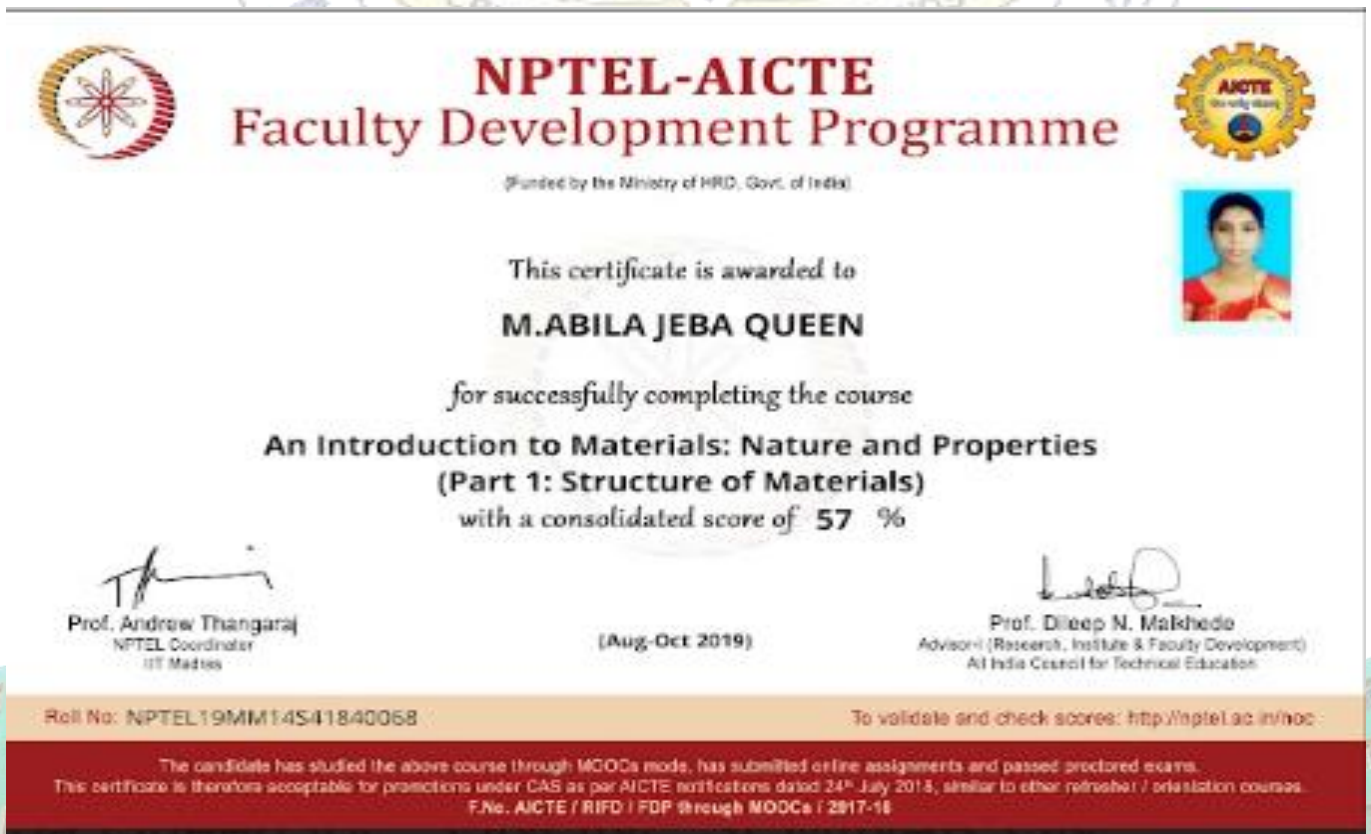 NPTEL-AICTE
Faculty Development Programme
(Funded by the Ministry of HRD, Govt. of India)
AICTE
This certificate is awarded to
M.ABILA JEBA QUEEN
for successfully completing the course
An Introduction to Materials: Nature and Properties
(Part 1: Structure of Materials)
with a consolidated score of 57 %
Prof. Andrew Thangaraj
NPTEL Coordinator
IIT Madras
(Aug-Oct 2019)
Prof. Dileep N. Malkhede
Advisor-I (Research, Institute & Faculty Development)
All India Council for Technical Education
Roll No: NPTEL19MM14S41840068
To validate and check scores: http://nptel.ac.in/noc
The candidate has studied the above course through MOOCs mode, has submitted online assignments and passed proctored exams.
This certificate is therefore acceptable for promotions under CAS as per AICTE notifications dated 24th July 2018, similar to other refresher / orientation courses.
F.No. AICTE / RIFD / FDP through MOOCs / 2017-18